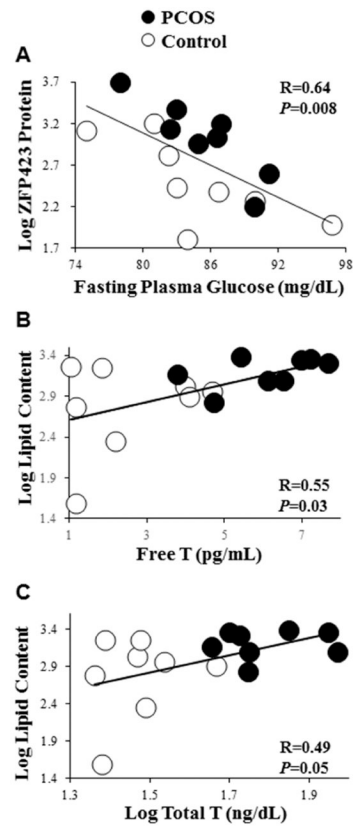 PCOS
Control
A
Log ZFP423 Protein
3.7
3.2
2.7
2.2
1.7
R=0.64
P=0.008
74 80 86 92 98
Fasting Plasma Glucose (mg/dL)
B
Log Lipid Content
3.4
2.9
2.4
1.9
1.4
R=0.55
P=0.03
1 3 5 7
Free T (pg/mL)
C
Log Lipid Content
3.4
2.9
2.4
1.9
1.4
R=0.49
P=0.05
1.3 1.5 1.7 1.9
Log Total T (ng/dL)